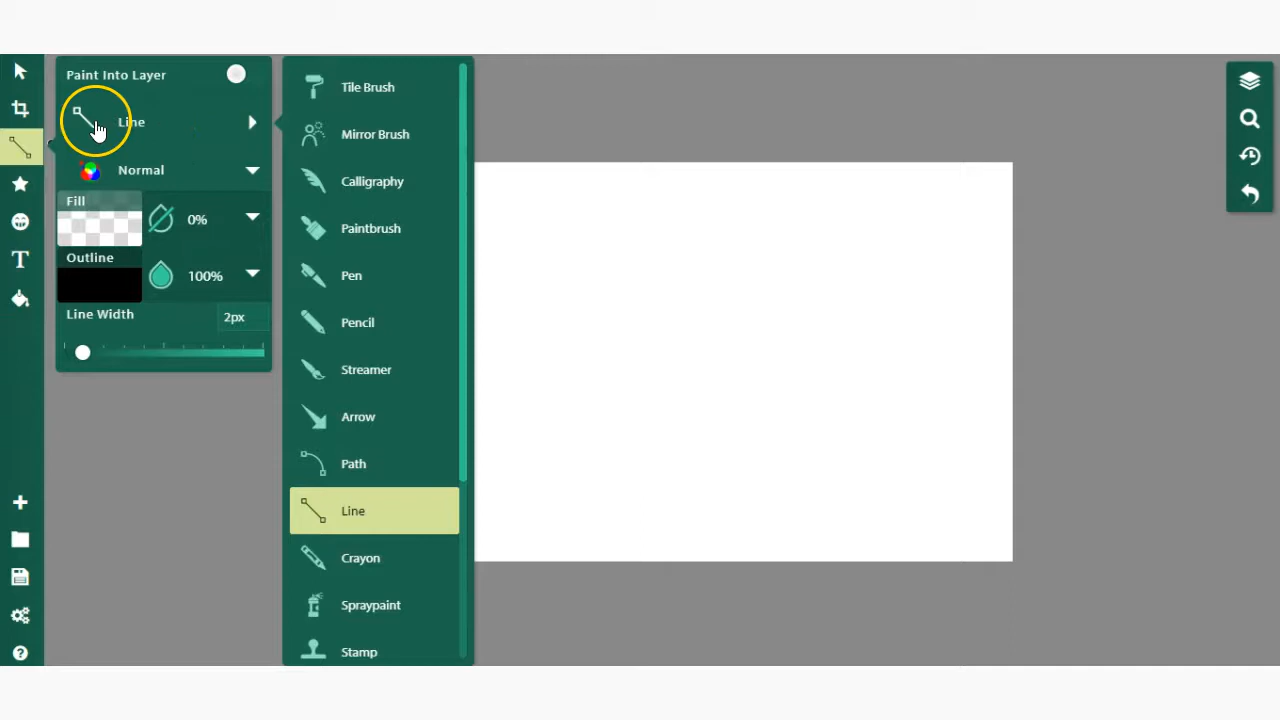 Paint Into Layer
Line
Normal
Fill
0%
Outline
100%
Line Width
2px
Tile Brush
Mirror Brush
Calligraphy
Paintbrush
Pen
Pencil
Streamer
Arrow
Path
Line
Crayon
Spraypaint
Stamp
T
?